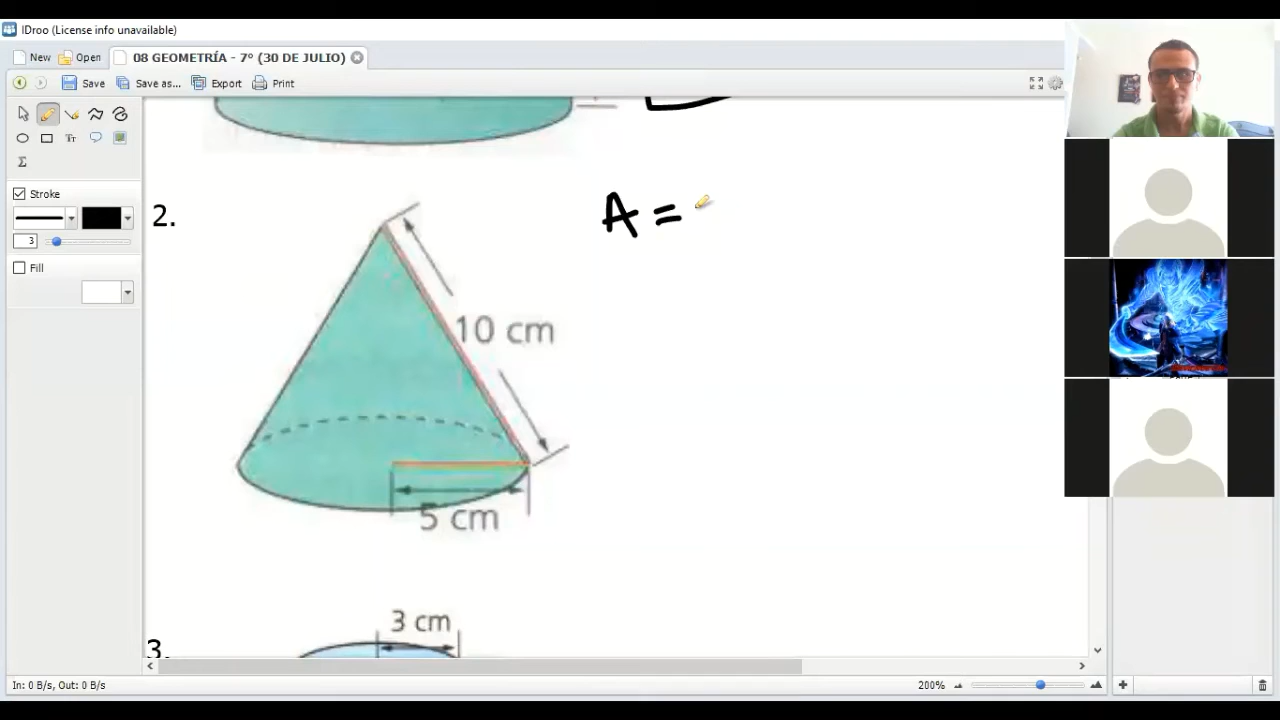 IDroo (License info unavailable)
New Open 08 GEOMETRÍA - 7º (30 DE JULIO)
Save Save as... Export Print
Stroke
3
Fill
Tт
Σ
2.
A =
10 cm
5 cm
3 cm
3.
In: 0 B/s, Out: 0 B/s
200%